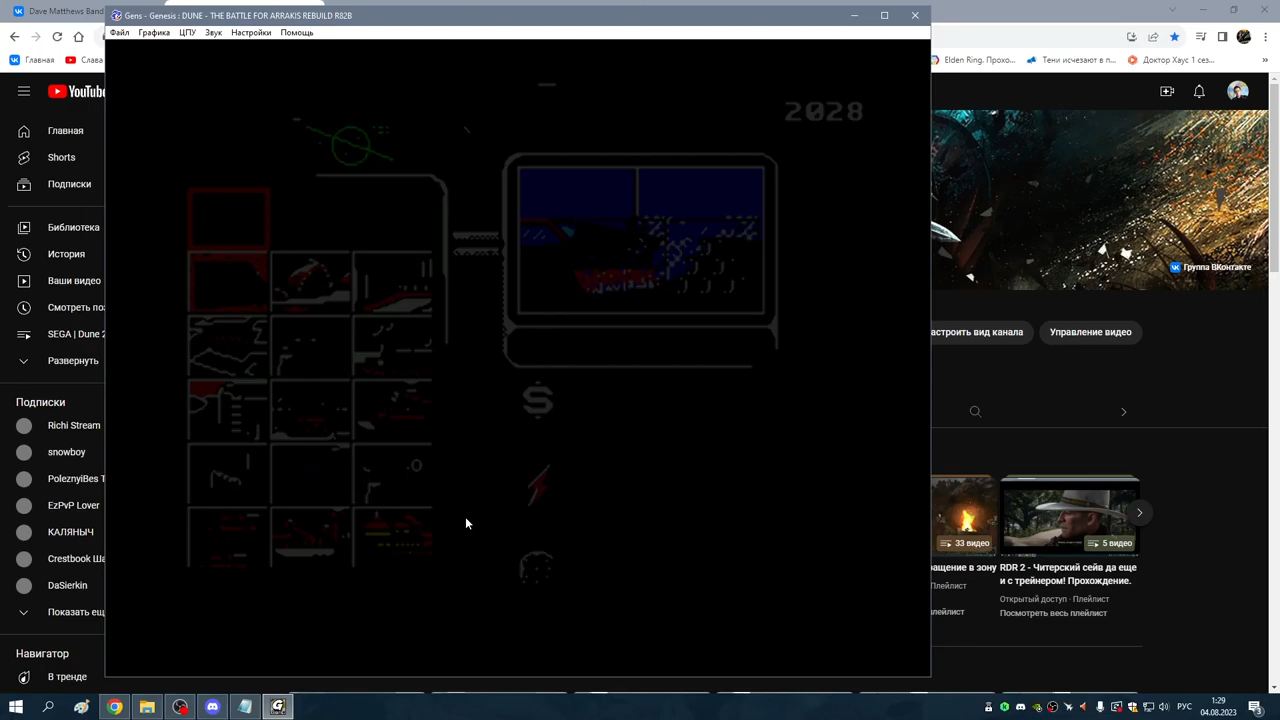 Dave Matthews Band
Gens - Genesis : DUNE - THE BATTLE FOR ARRAKIS REBUILD R82B
Файл Графика ЦПУ Звук Настройки Помощь
Главная
Слава
Elden Ring. Прохо...
Тени исчезают в п...
Доктор Хаус 1 сез...
»
YouTube
Главная
Shorts
Подписки
Библиотека
История
Ваши видео
Смотреть по
SEGA | Dune 2
Развернуть
Подписки
Richi Stream
snowboy
PoleznyiBes T
EzPvP Lover
КАЛЯНЫЧ
Crestbook Ша
DaSierkin
Показать ещ
Навигатор
В тренде
2028
$
Группа ВКонтакте
астроить вид канала
Управление видео
33 видео
5 видео
ращение в зону
RDR 2 - Читерский сейв да еще
и с трейнером! Прохождение.
Плейлист
Открытый доступ · Плейлист
лейлист
Посмотреть весь плейлист
РУС
1:29
04.08.2023
3